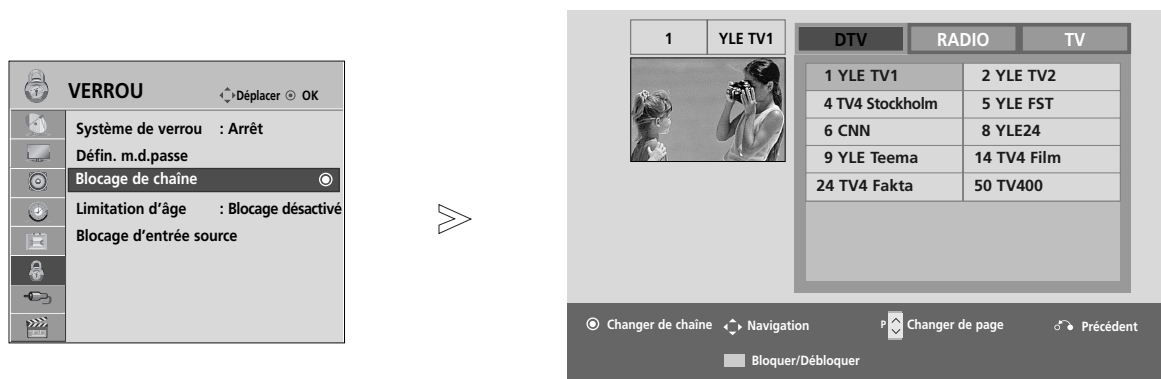 VERROU
Déplacer OK
Système de verrou : Arrêt
Défin. m.d.passe
Blocage de chaîne
Limitation d'âge : Blocage désactivé
Blocage d'entrée source
1 YLE TV1
DTV RADIO TV
1 YLE TV1 2 YLE TV2
4 TV4 Stockholm 5 YLE FST
6 CNN 8 YLE24
9 YLE Teema 14 TV4 Film
24 TV4 Fakta 50 TV400
Changer de chaîne Navigation P Changer de page Précédent
Bloquer/Débloquer